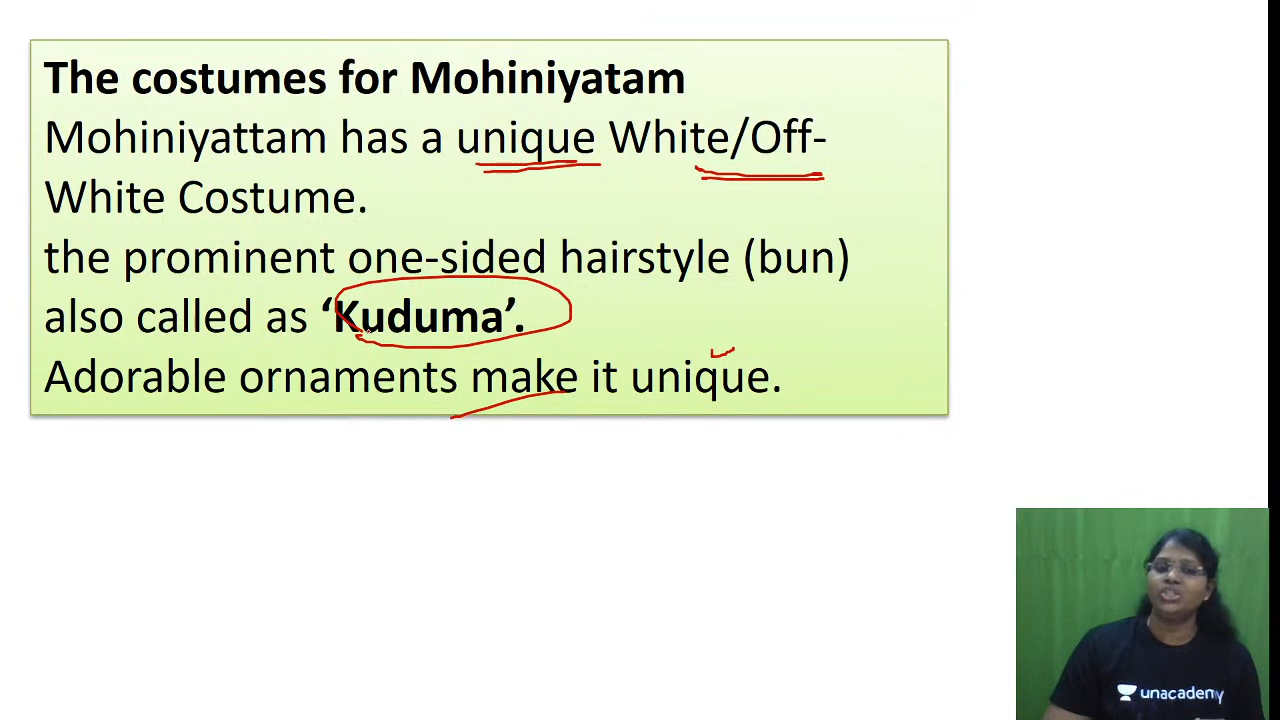 The costumes for Mohiniyatam
Mohiniyattam has a unique White/Off-
White Costume.
the prominent one-sided hairstyle (bun)
also called as ‘Kuduma’.
Adorable ornaments make it unique.
unacademy